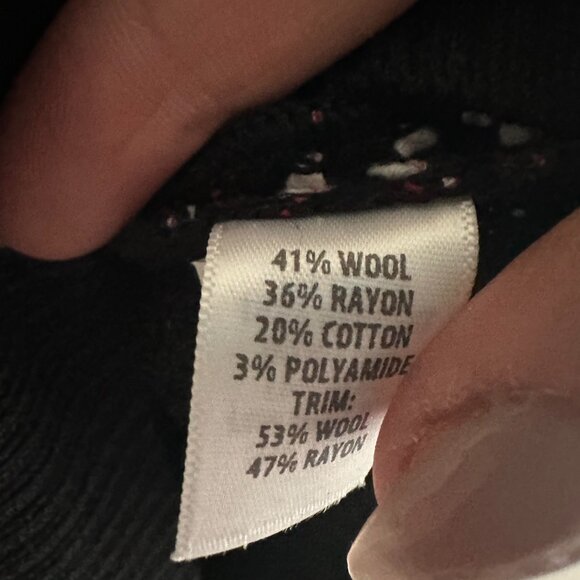 41% WOOL
36% RAYON
20% COTTON
3% POLYAMIDE
TRIM:
53% WOOL
47% RAYON